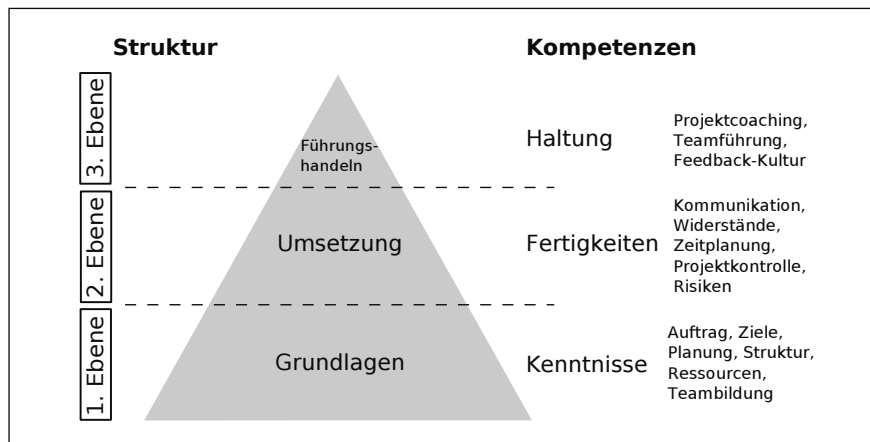 Struktur
Kompetenzen
3. Ebene
Führungs-
handeln
Haltung
Projektcoaching,
Teamführung,
Feedback-Kultur
2. Ebene
Umsetzung
Fertigkeiten
Kommunikation,
Widerstände,
Zeitplanung,
Projektkontrolle,
Risiken
1. Ebene
Grundlagen
Kenntnisse
Auftrag, Ziele,
Planung, Struktur,
Ressourcen,
Teambildung